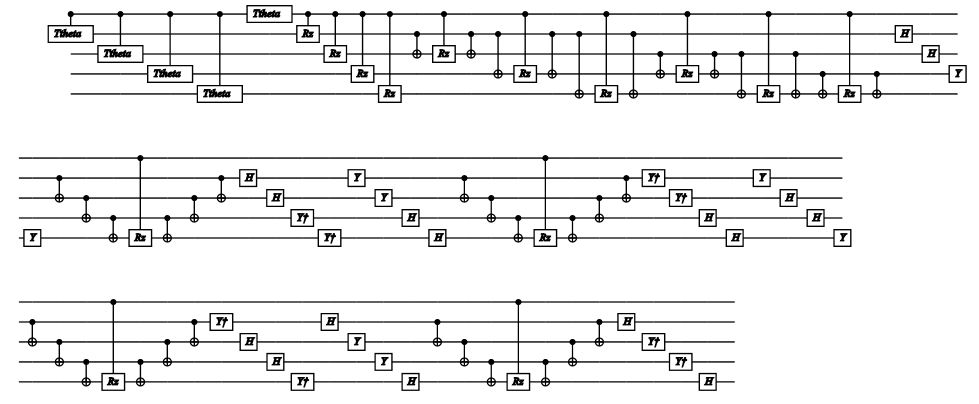 Ttheta
Ttheta Rz H
Ttheta Rz Rz H
Ttheta Rz Rz Rz Y
Ttheta Rz Rz Rz Rz
H Y Y† Y
H Y Y† H
Y† H H H
Y Rz Y† H Rz H Y
Y† H H
H Y Y†
H Y Y†
Rz Y† H Rz H